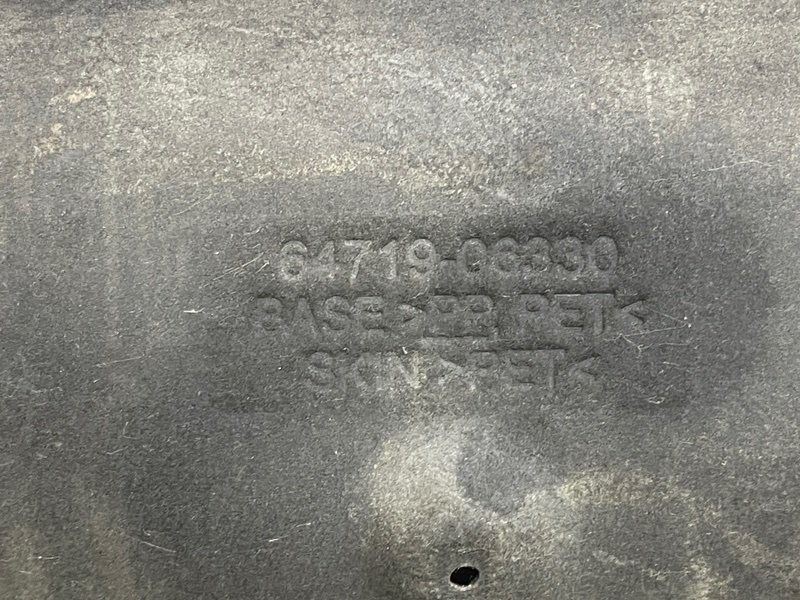 64719-06330
BASE>PP, PET<
SKIN>PET<